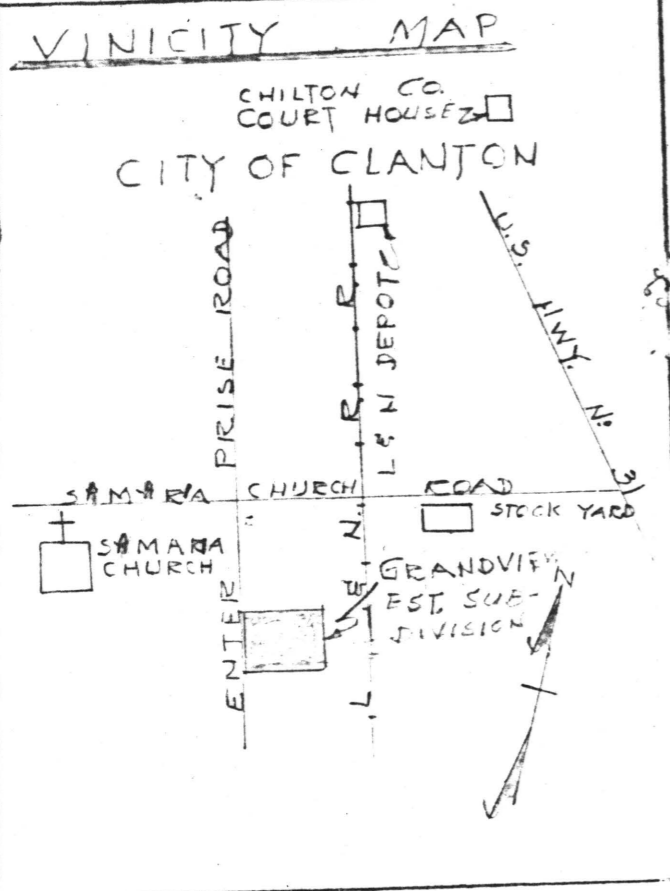 VINICITY MAP
CHILTON CO.
COURT HOUSE
CITY OF CLANTON
ENTER PRISE ROAD
L & N R. R.
L & N DEPOT
U.S. HWY. Nº 31
SAMARIA CHURCH ROAD
STOCK YARD
SAMARIA
CHURCH
GRANDVIEW
EST. SUB-
DIVISION
N